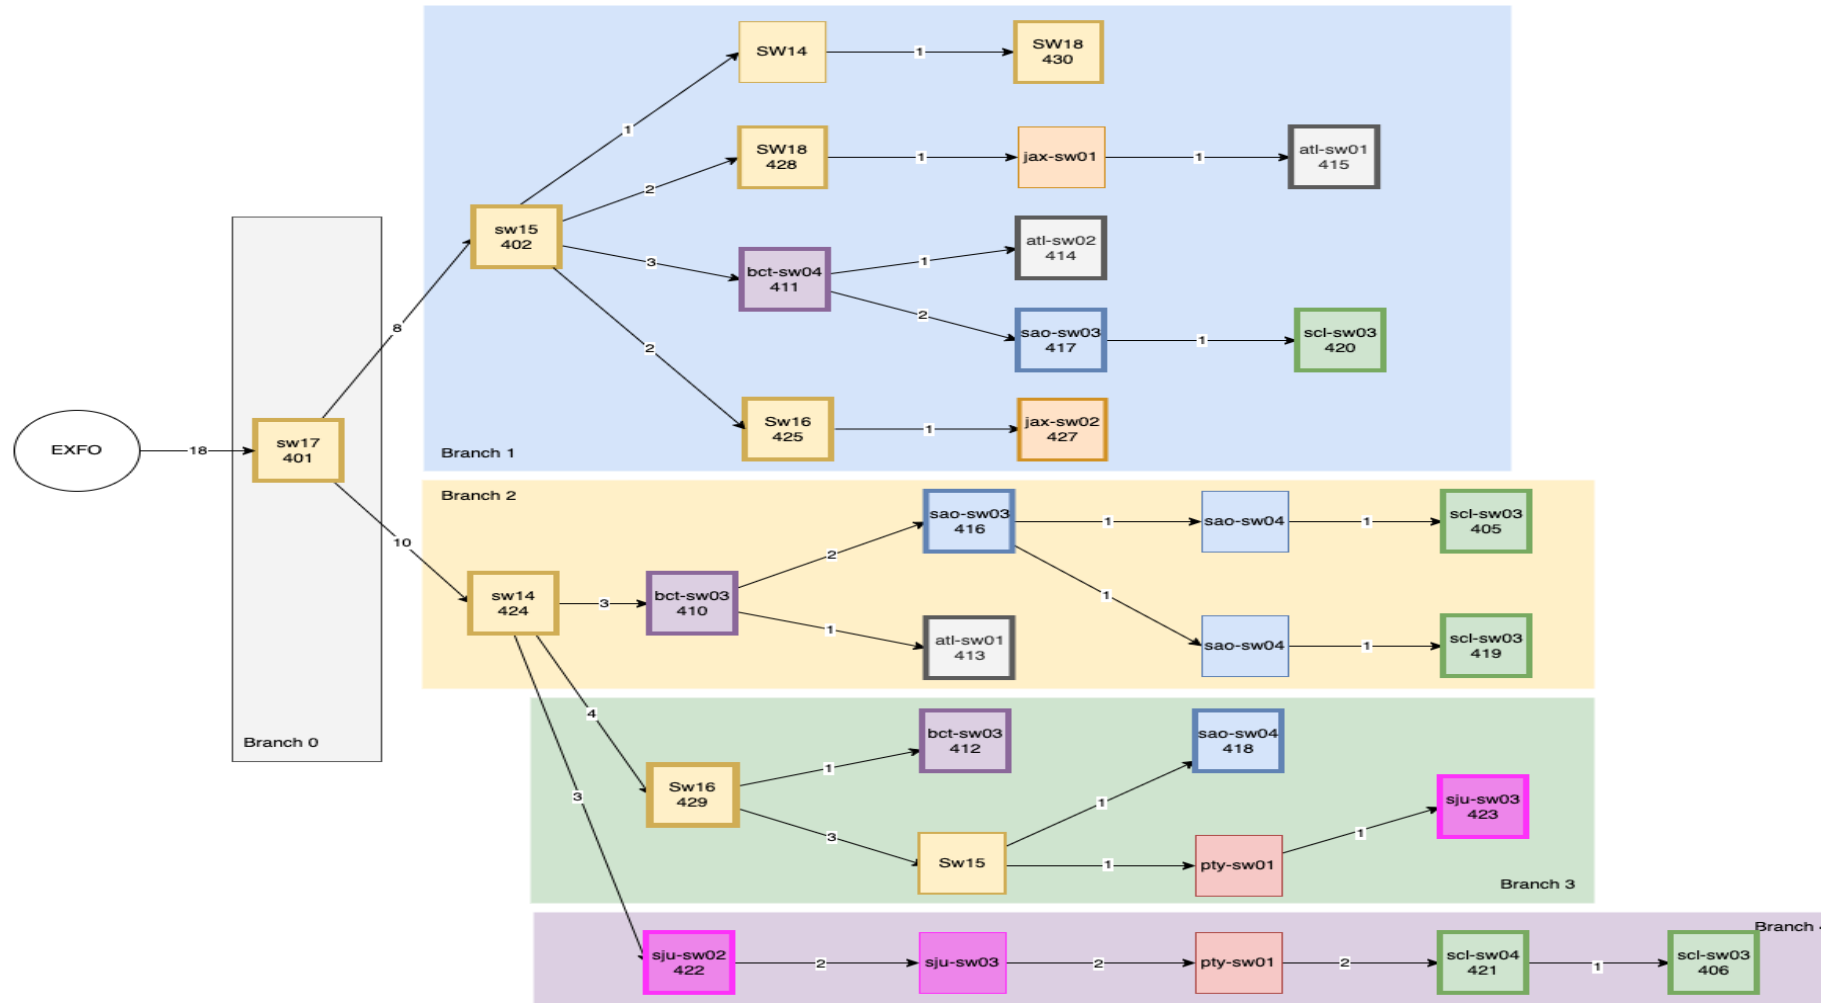 SW14
1
SW18
430
1
SW18
428
1
jax-sw01
1
atl-sw01
415
2
sw15
402
3
bct-sw04
411
1
atl-sw02
414
2
sao-sw03
417
1
scl-sw03
420
8
2
Sw16
425
1
jax-sw02
427
Branch 1
EXFO
18
sw17
401
10
Branch 0
Branch 2
sao-sw03
416
1
sao-sw04
1
scl-sw03
405
2
sw14
424
3
bct-sw03
410
1
1
atl-sw01
413
sao-sw04
1
scl-sw03
419
4
3
bct-sw03
412
sao-sw04
418
1
Sw16
429
3
1
sju-sw03
423
1
Sw15
1
pty-sw01
Branch 3
Branch
sju-sw02
422
2
sju-sw03
2
pty-sw01
2
scl-sw04
421
1
scl-sw03
406